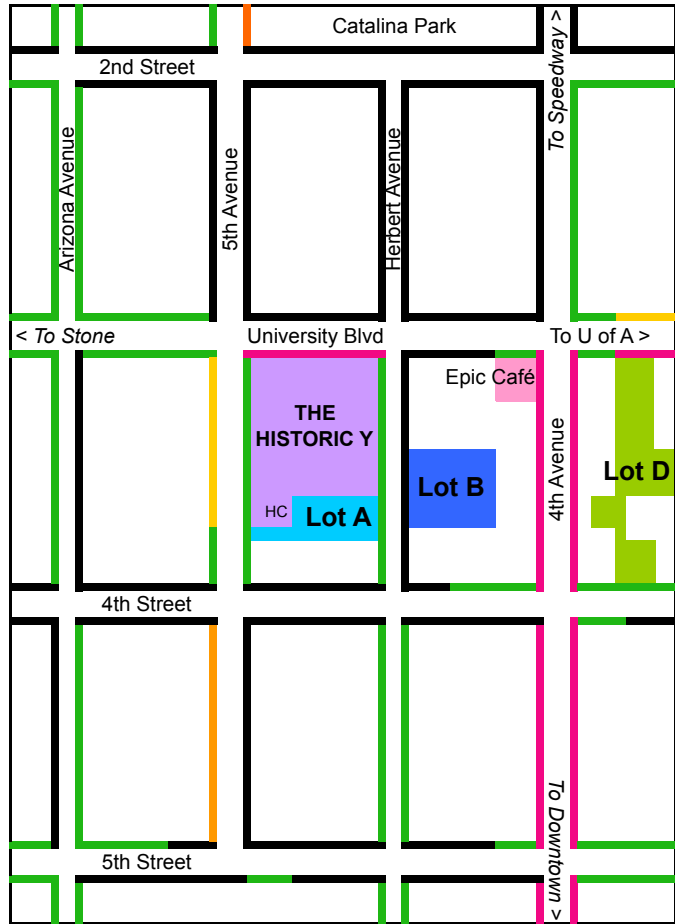 Catalina Park
To Speedway >
2nd Street
Arizona Avenue
5th Avenue
Herbert Avenue
< To Stone
University Blvd
To U of A >
Epic Café
THE
HISTORIC Y
4th Avenue
Lot D
Lot B
HC
Lot A
4th Street
To Downtown >
5th Street